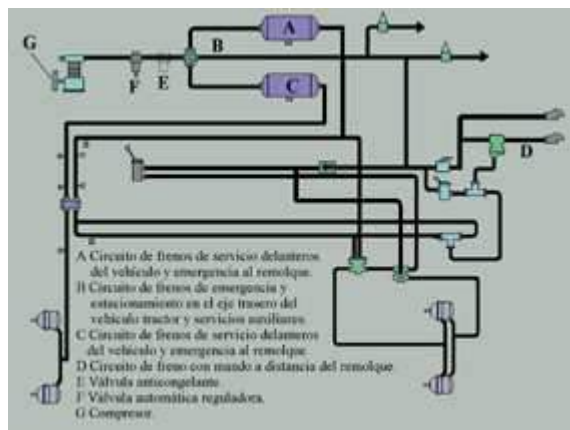 G
A
B
F
E
C
D
A Circuito de frenos de servicio delanteros
del vehículo y emergencia al remolque.
B Circuito de frenos de emergencia y
estacionamiento en el eje trasero del
vehículo tractor y servicios auxiliares.
C Circuito de frenos de servicio delanteros
del vehículo y emergencia al remolque
D Circuito de freno con mando a distancia del remolque.
E Válvula anticongelante.
F Válvula automática reguladora.
G Compresor.